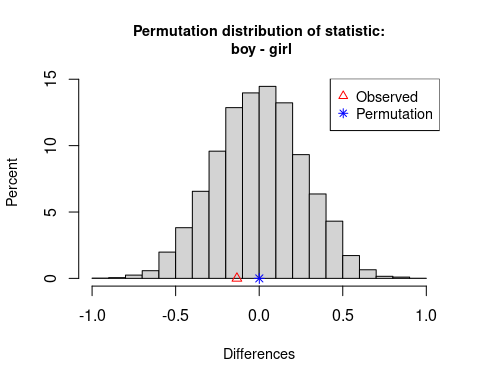 Permutation distribution of statistic:
boy - girl
Observed
Permutation
Percent
15
10
5
0
-1.0 -0.5 0.0 0.5 1.0
Differences